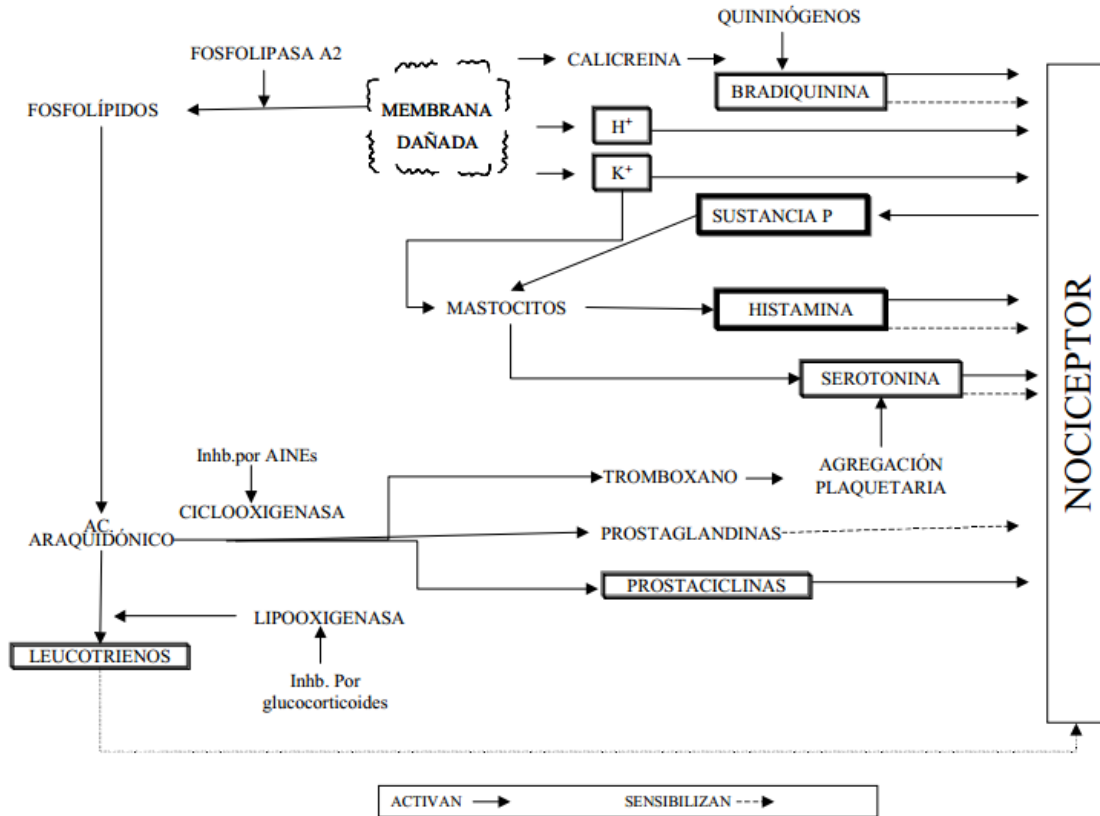 QUININÓGENOS
FOSFOLIPASA A2
CALICREINA
BRADIQUININA
FOSFOLÍPIDOS
MEMBRANA
DAÑADA
H+
K+
SUSTANCIA P
MASTOCITOS
HISTAMINA
SEROTONINA
NOCICEPTOR
Inhb.por AINEs
CICLOOXIGENASA
TROMBOXANO
AGREGACIÓN
PLAQUETARIA
AC.
ARAQUIDÓNICO
PROSTAGLANDINAS
PROSTACICLINAS
LIPOOXIGENASA
LEUCOTRIENOS
Inhb. Por
glucocorticoides
ACTIVAN
SENSIBILIZAN